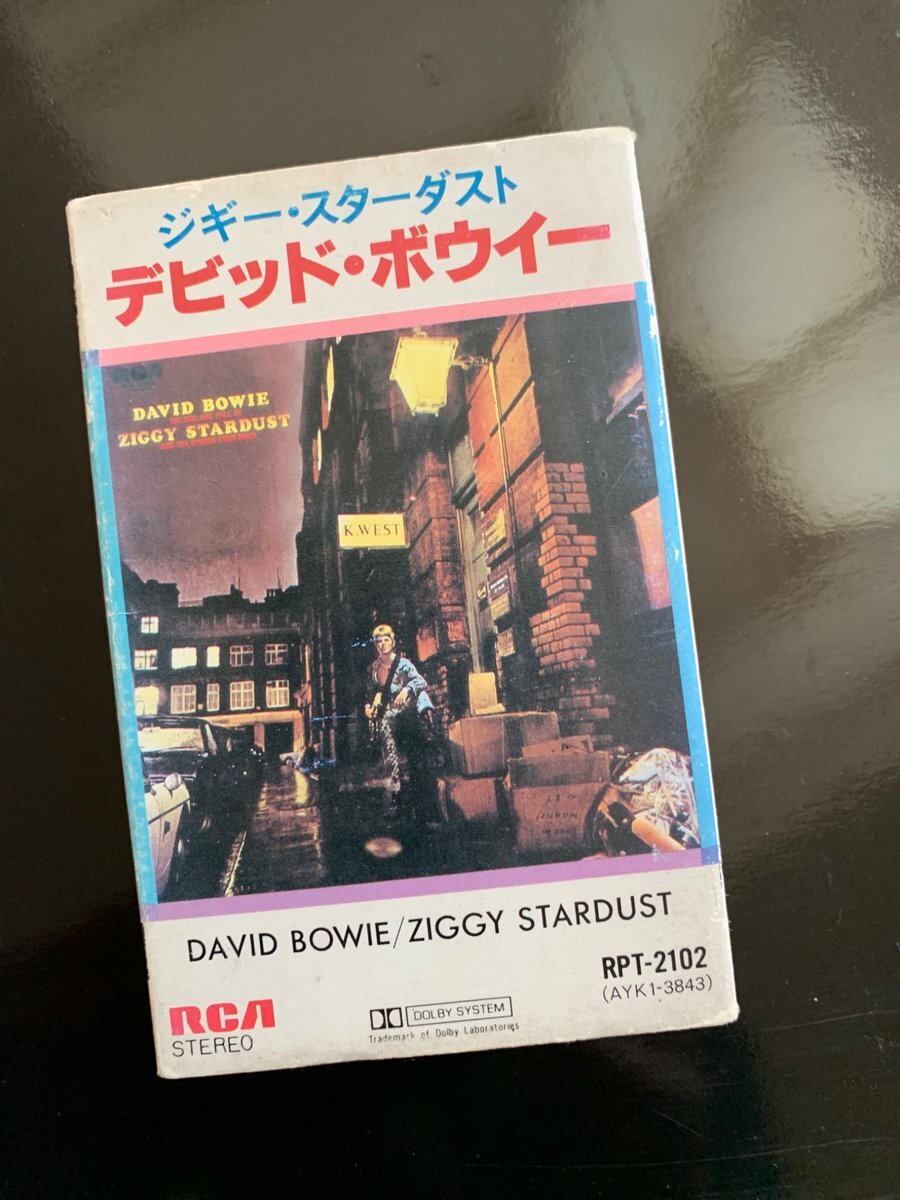 ジギー・スターダスト
デビッド・ボウイー
DAVID BOWIE
ZIGGY STARDUST
K.WEST
DAVID BOWIE/ZIGGY STARDUST
RPT-2102
(AYK1-3843)
RCA
STEREO
DOLBY SYSTEM
Trademark of Dolby Laboratories